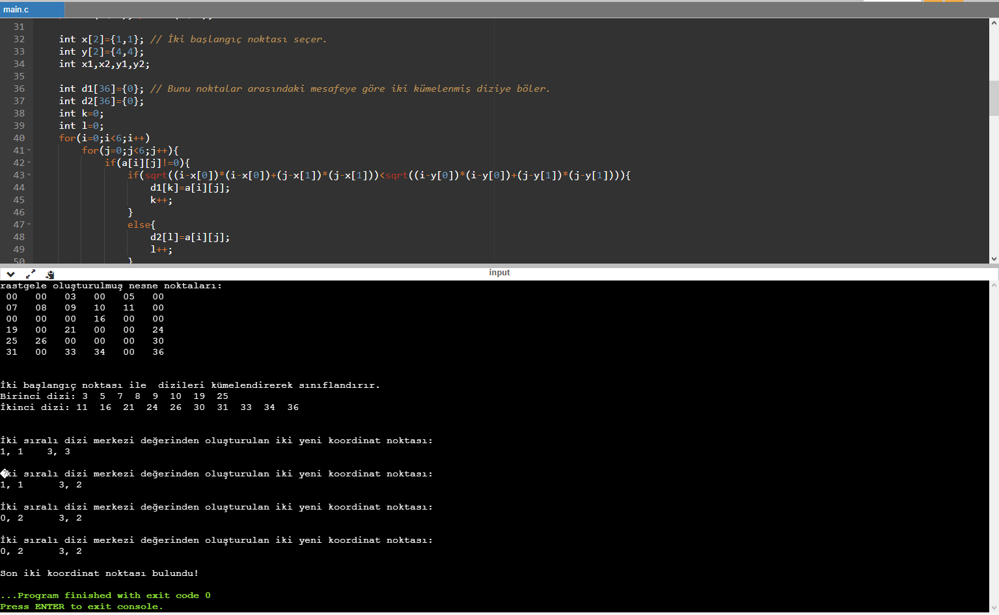 main.c
31
32 int x[2]={1,1}; // İki başlangıç noktası seçer.
33 int y[2]={4,4};
34 int x1,x2,y1,y2;
35
36 int d1[36]={0}; // Bunu noktalar arasındaki mesafeye göre iki kümelenmiş diziye böler.
37 int d2[36]={0};
38 int k=0;
39 int l=0;
40 for(i=0;i<6;i++)
41 for(j=0;j<6;j++){
42 if(a[i][j]!=0){
43 if(sqrt((i-x[0])*(i-x[0])+(j-x[1])*(j-x[1]))<sqrt((i-y[0])*(i-y[0])+(j-y[1])*(j-y[1]))){
44 d1[k]=a[i][j];
45 k++;
46 }
47 else{
48 d2[l]=a[i][j];
49 l++;
50 }
input
rastgele oluşturulmuş nesne noktaları:
00 00 03 00 05 00
07 08 09 10 11 00
00 00 00 16 00 00
19 00 21 00 00 24
25 26 00 00 00 30
31 00 33 34 00 36
İki başlangıç noktası ile  dizileri kümelendirerek sınıflandırır.
Birinci dizi: 3 5 7 8 9 10 19 25
İkinci dizi: 11 16 21 24 26 30 31 33 34 36
İki sıralı dizi merkezi değerinden oluşturulan iki yeni koordinat noktası:
1, 1 3, 3
�ki sıralı dizi merkezi değerinden oluşturulan iki yeni koordinat noktası:
1, 1 3, 2
İki sıralı dizi merkezi değerinden oluşturulan iki yeni koordinat noktası:
0, 2 3, 2
İki sıralı dizi merkezi değerinden oluşturulan iki yeni koordinat noktası:
0, 2 3, 2
Son iki koordinat noktası bulundu!
...Program finished with exit code 0
Press ENTER to exit console.